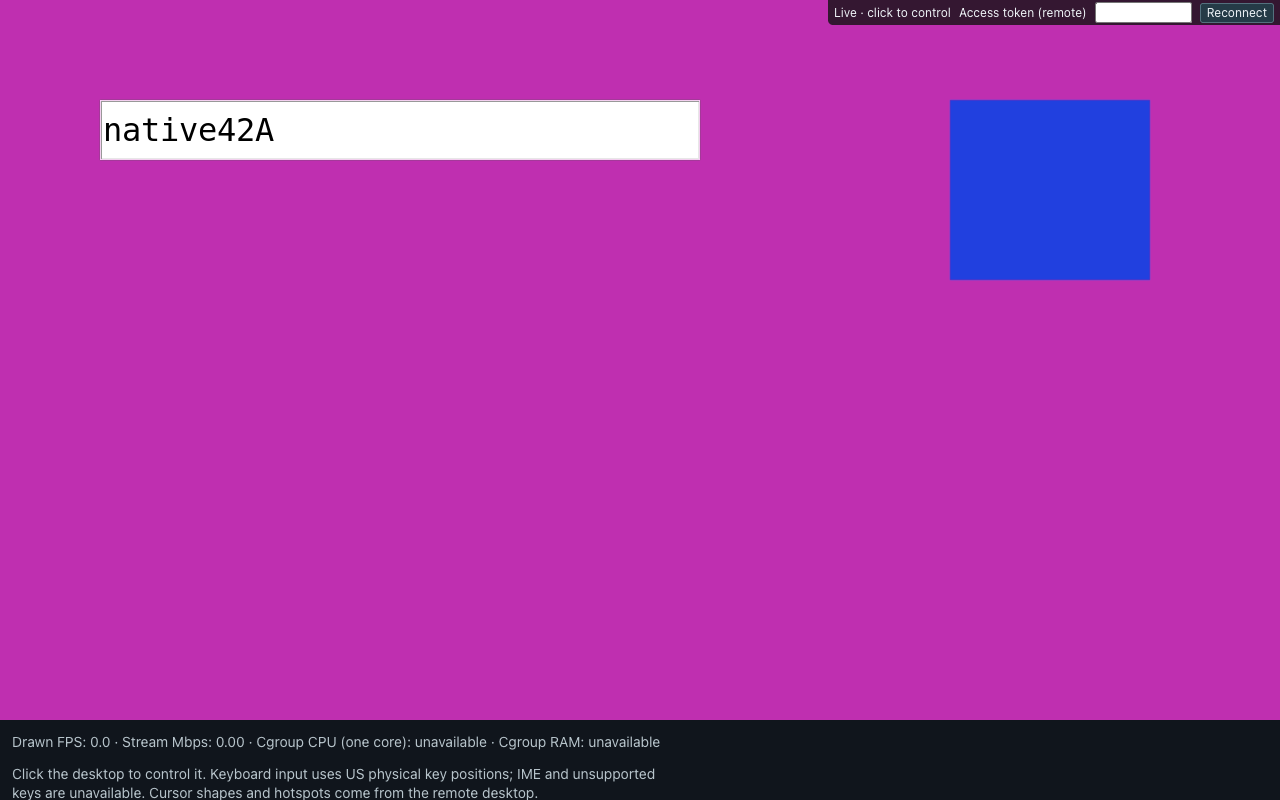 Live · click to control Access token (remote) Reconnect
native42A
Drawn FPS: 0.0 · Stream Mbps: 0.00 · Cgroup CPU (one core): unavailable · Cgroup RAM: unavailable
Click the desktop to control it. Keyboard input uses US physical key positions; IME and unsupported
keys are unavailable. Cursor shapes and hotspots come from the remote desktop.